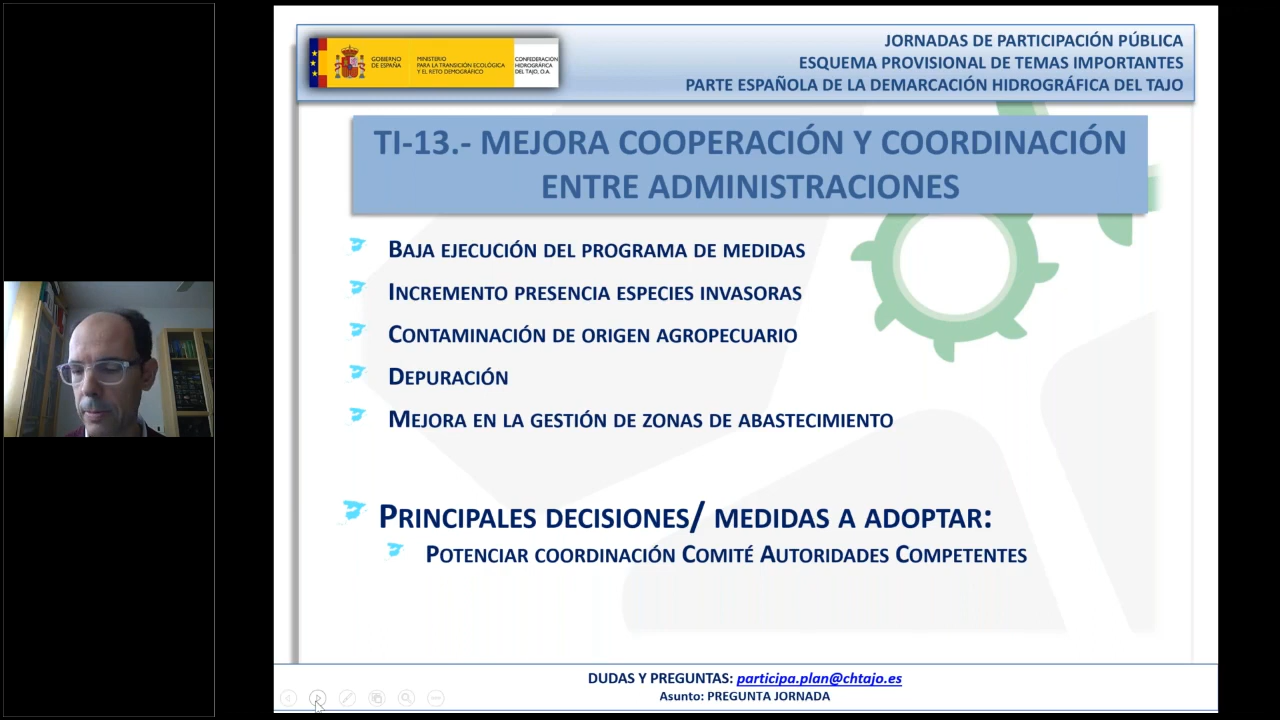 GOBIERNO
DE ESPAÑA
MINISTERIO
PARA LA TRANSICIÓN ECOLÓGICA
Y EL RETO DEMOGRÁFICO
CONFEDERACIÓN
HIDROGRÁFICA
DEL TAJO, O.A.
JORNADAS DE PARTICIPACIÓN PÚBLICA
ESQUEMA PROVISIONAL DE TEMAS IMPORTANTES
PARTE ESPAÑOLA DE LA DEMARCACIÓN HIDROGRÁFICA DEL TAJO
TI-13.- MEJORA COOPERACIÓN Y COORDINACIÓN
ENTRE ADMINISTRACIONES
BAJA EJECUCIÓN DEL PROGRAMA DE MEDIDAS
INCREMENTO PRESENCIA ESPECIES INVASORAS
CONTAMINACIÓN DE ORIGEN AGROPECUARIO
DEPURACIÓN
MEJORA EN LA GESTIÓN DE ZONAS DE ABASTECIMIENTO
PRINCIPALES DECISIONES/ MEDIDAS A ADOPTAR:
POTENCIAR COORDINACIÓN COMITÉ AUTORIDADES COMPETENTES
DUDAS Y PREGUNTAS: participa.plan@chtajo.es
Asunto: PREGUNTA JORNADA